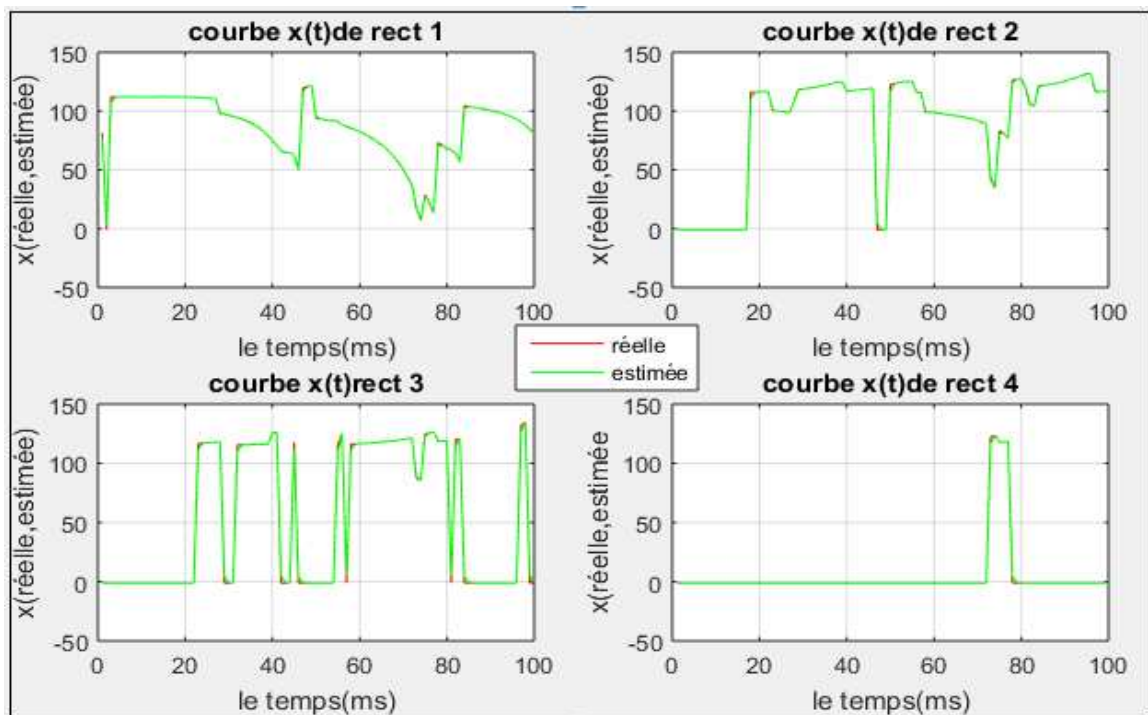 courbe x(t)de rect 1
150
100
50
0
-50
x(réelle,estimée)
0 20 40 60 80 100
le temps(ms)
courbe x(t)de rect 2
150
100
50
0
-50
x(réelle,estimée)
0 20 40 60 80 100
le temps(ms)
réelle
estimée
courbe x(t)rect 3
150
100
50
0
-50
x(réelle,estimée)
0 20 40 60 80 100
le temps(ms)
courbe x(t)de rect 4
150
100
50
0
-50
x(réelle,estimée
0 20 40 60 80 100
le temps(ms)